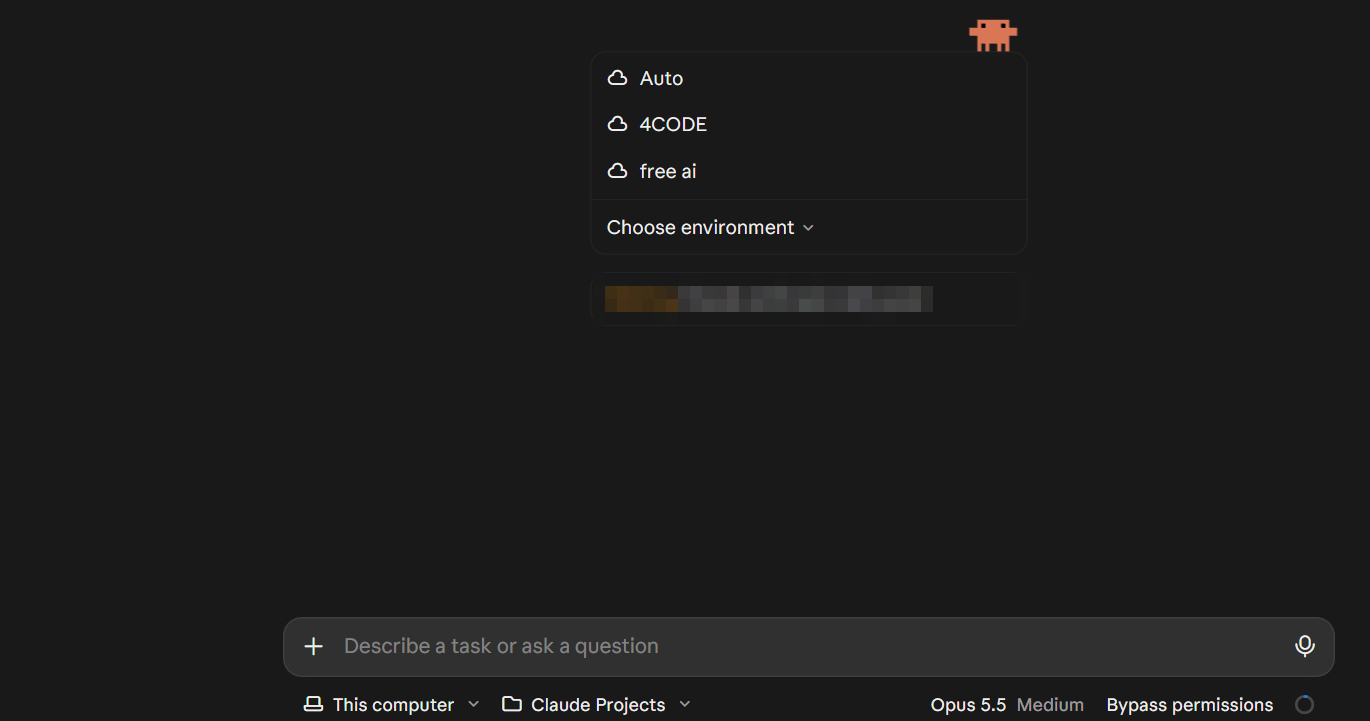 Auto
4CODE
free ai
Choose environment
Describe a task or ask a question
This computer
Claude Projects
Opus 5.5 Medium
Bypass permissions